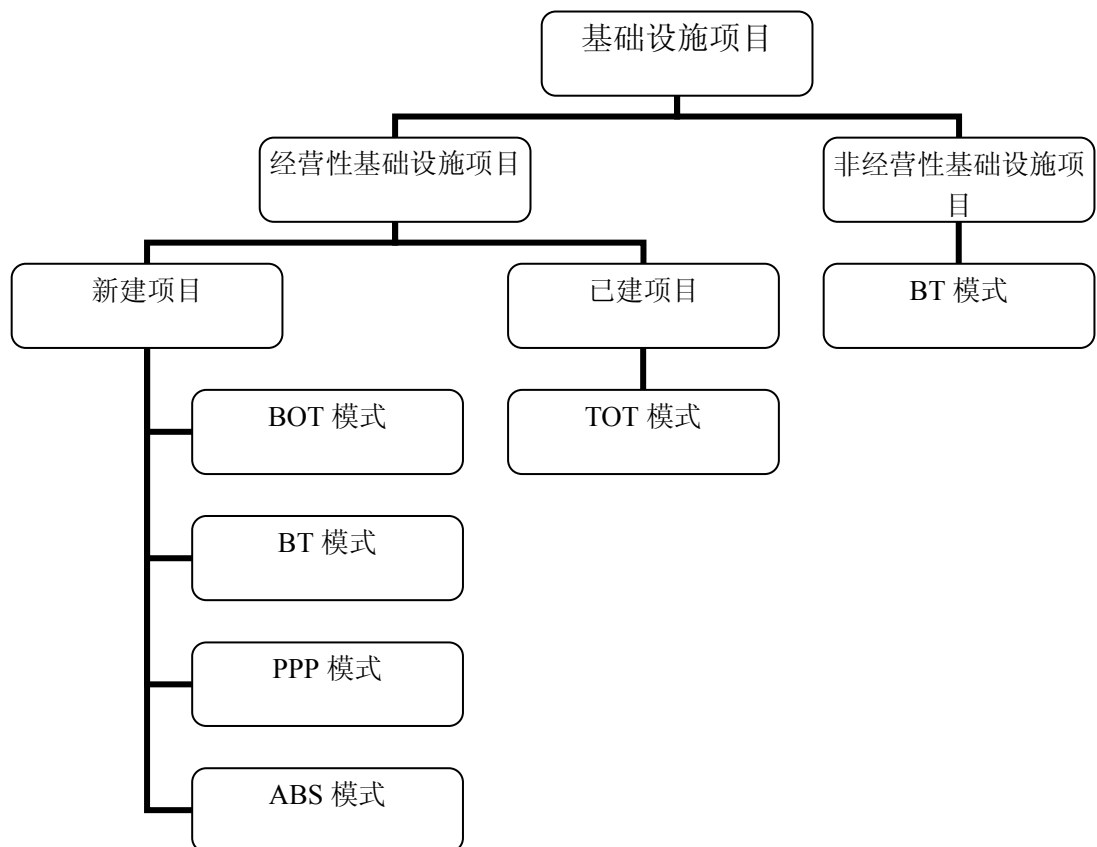 基础设施项目
经营性基础设施项目
非经营性基础设施项
目
新建项目
已建项目
BT 模式
BOT 模式
TOT 模式
BT 模式
PPP 模式
ABS 模式